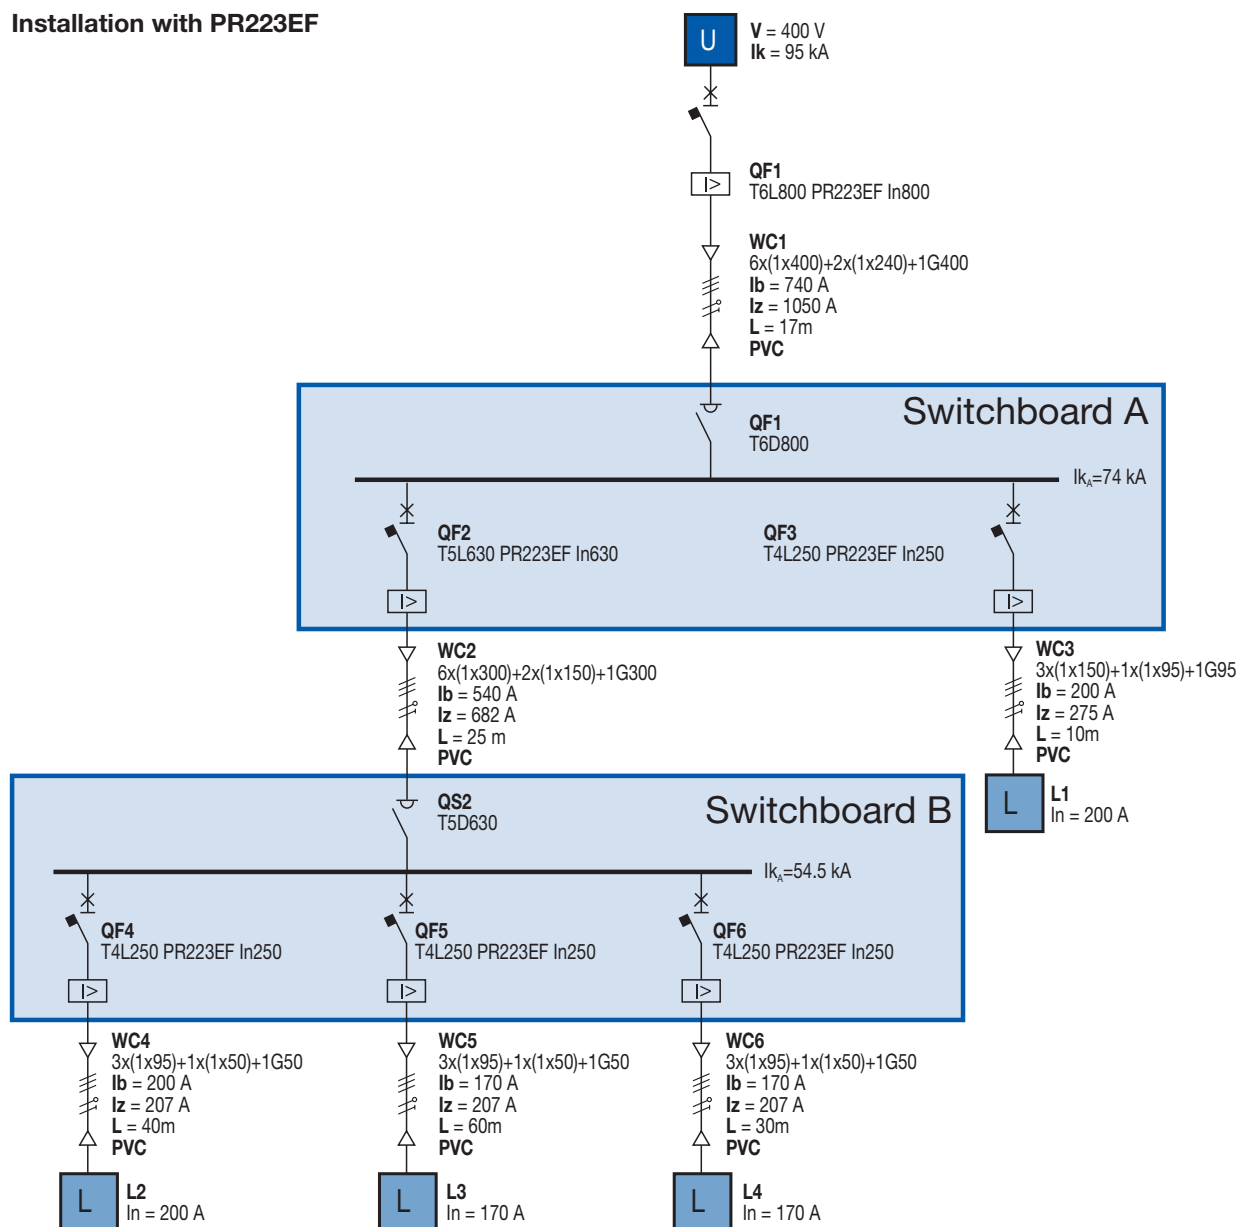 Installation with PR223EF
U
V = 400 V
Ik = 95 kA
QF1
T6L800 PR223EF In800
I>
WC1
6x(1x400)+2x(1x240)+1G400
Ib = 740 A
Iz = 1050 A
L = 17m
PVC
Switchboard A
QF1
T6D800
IkA=74 kA
QF2
T5L630 PR223EF In630
I>
QF3
T4L250 PR223EF In250
I>
WC2
6x(1x300)+2x(1x150)+1G300
Ib = 540 A
Iz = 682 A
L = 25 m
PVC
WC3
3x(1x150)+1x(1x95)+1G95
Ib = 200 A
Iz = 275 A
L = 10m
PVC
L
L1
In = 200 A
Switchboard B
QS2
T5D630
IkA=54.5 kA
QF4
T4L250 PR223EF In250
I>
QF5
T4L250 PR223EF In250
I>
QF6
T4L250 PR223EF In250
I>
WC4
3x(1x95)+1x(1x50)+1G50
Ib = 200 A
Iz = 207 A
L = 40m
PVC
WC5
3x(1x95)+1x(1x50)+1G50
Ib = 170 A
Iz = 207 A
L = 60m
PVC
WC6
3x(1x95)+1x(1x50)+1G50
Ib = 170 A
Iz = 207 A
L = 30m
PVC
L
L2
In = 200 A
L
L3
In = 170 A
L
L4
In = 170 A